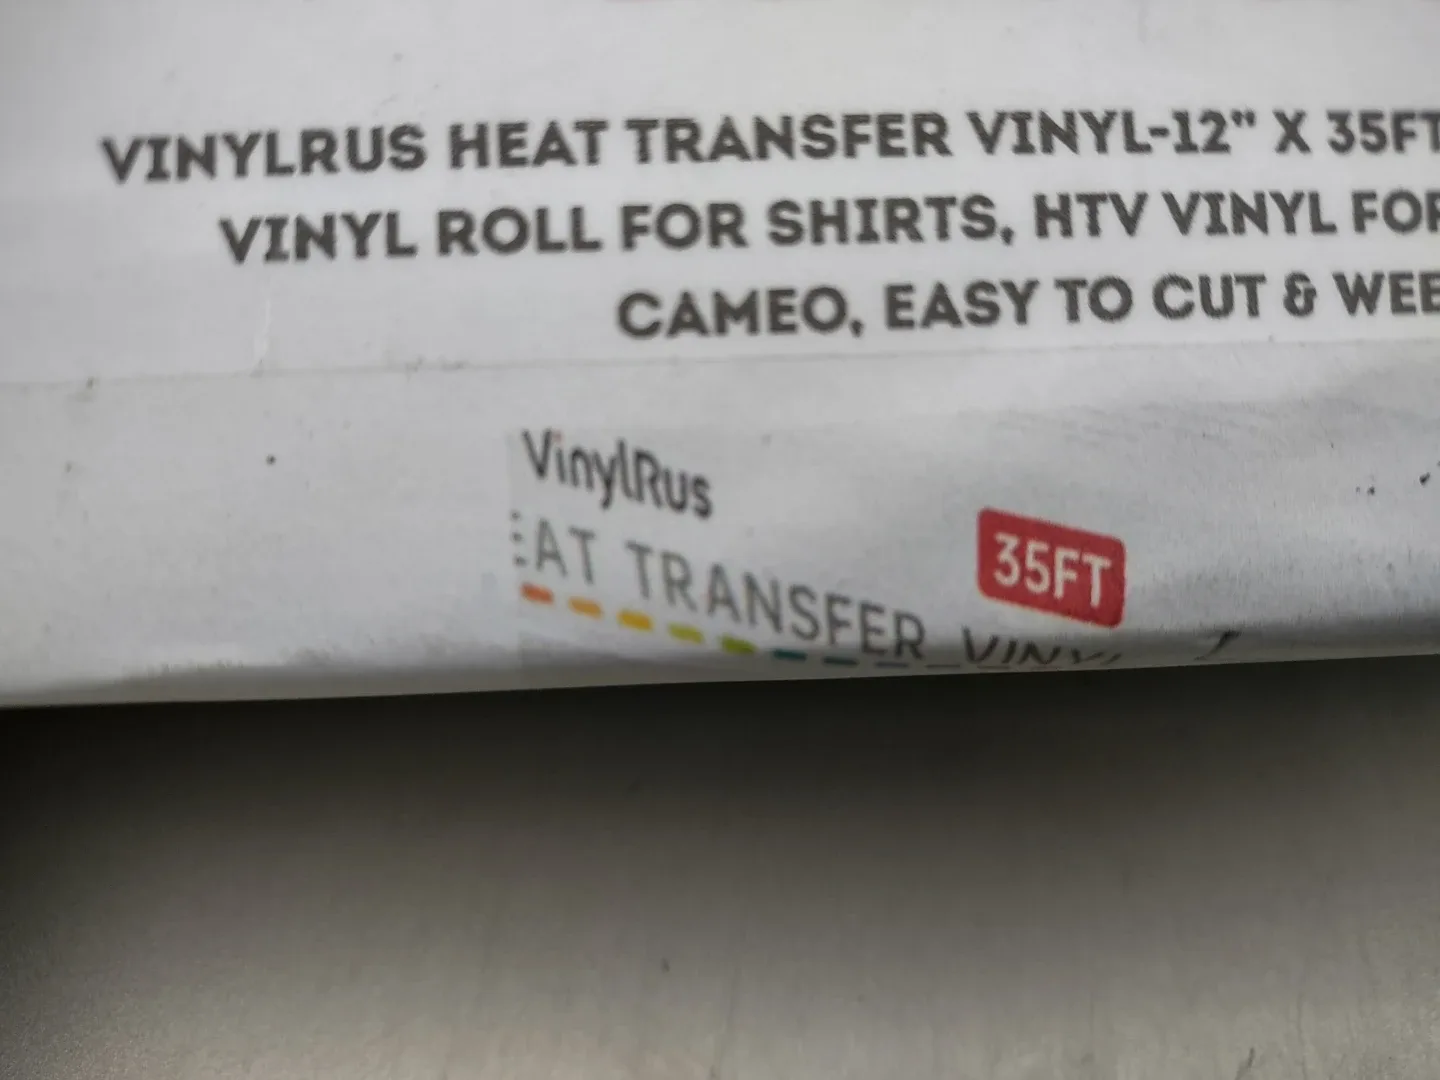 VINYLRUS HEAT TRANSFER VINYL-12" X 35FT
VINYL ROLL FOR SHIRTS, HTV VINYL FOR
CAMEO, EASY TO CUT & WEE
VinylRus
EAT TRANSFER VINYL
35FT